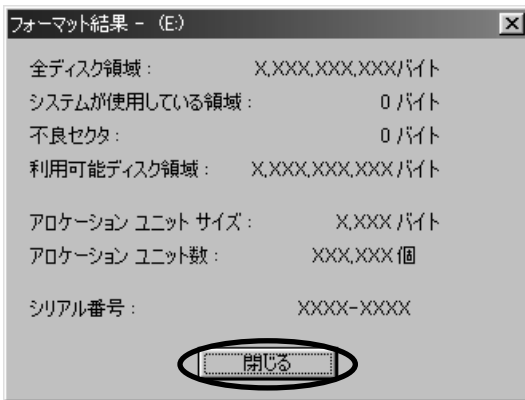 フォーマット結果 - (E:)
全ディスク領域: X,XXX,XXX,XXXバイト
システムが使用している領域: 0 バイト
不良セクタ: 0 バイト
利用可能ディスク領域: X,XXX,XXX,XXX バイト
アロケーション ユニット サイズ: X,XXX バイト
アロケーション ユニット数: XXX,XXX 個
シリアル番号: XXXX-XXXX
閉じる